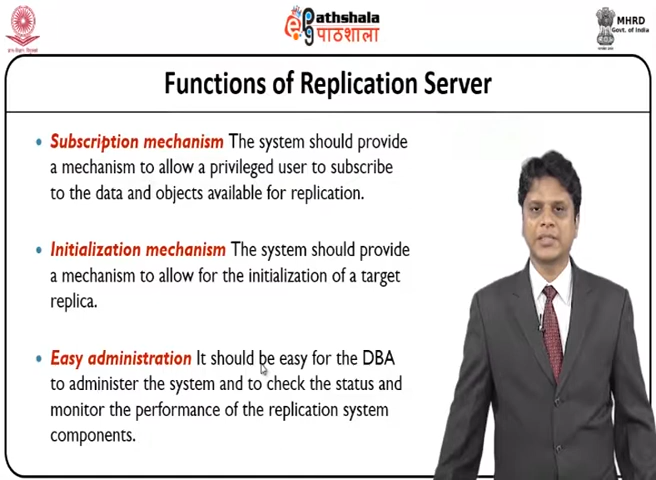 Pathshala
पाठशाला
MHRD
Govt. of India
Functions of Replication Server
• Subscription mechanism The system should provide
a mechanism to allow a privileged user to subscribe
to the data and objects available for replication.
• Initialization mechanism The system should provide
a mechanism to allow for the initialization of a target
replica.
• Easy administration It should be easy for the DBA
to administer the system and to check the status and
monitor the performance of the replication system
components.